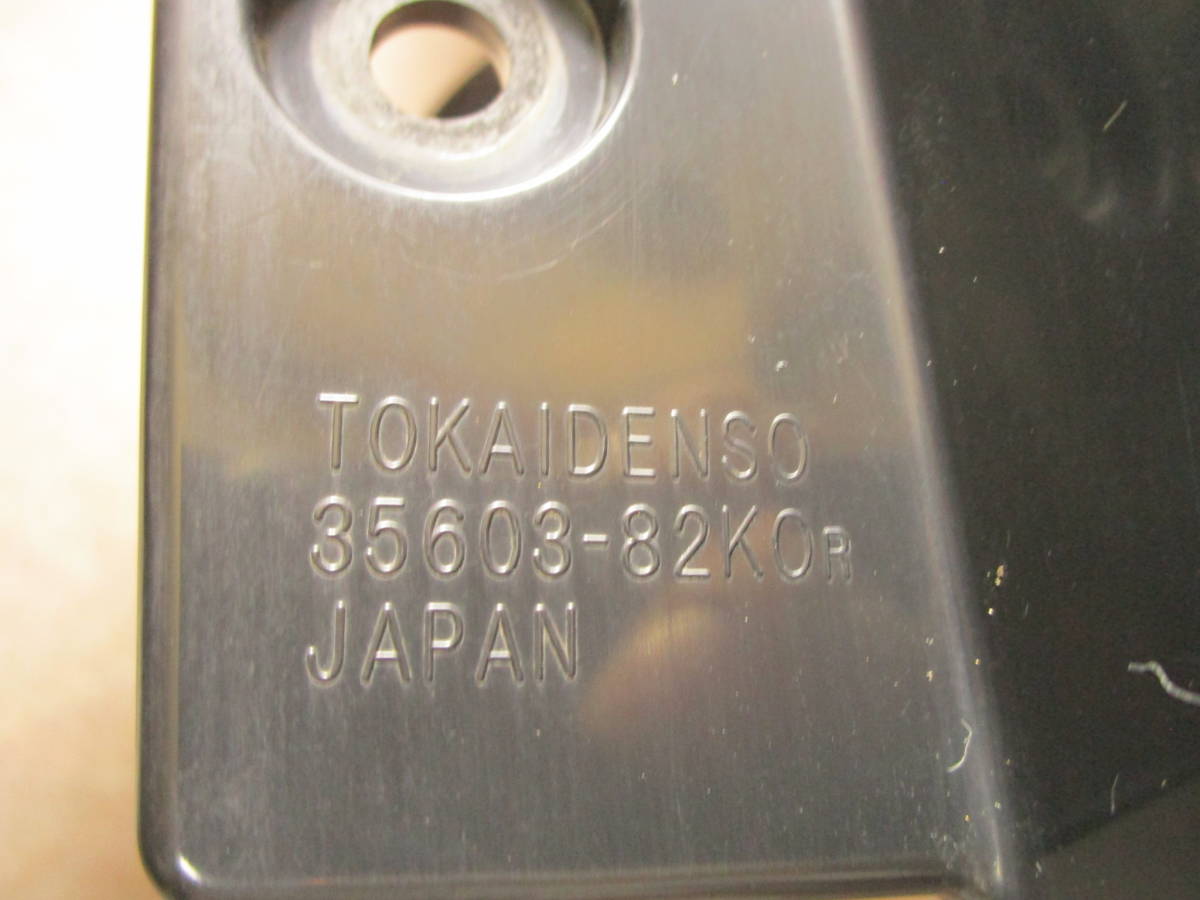 TOKAIDENSO
35603-82K0R
JAPAN